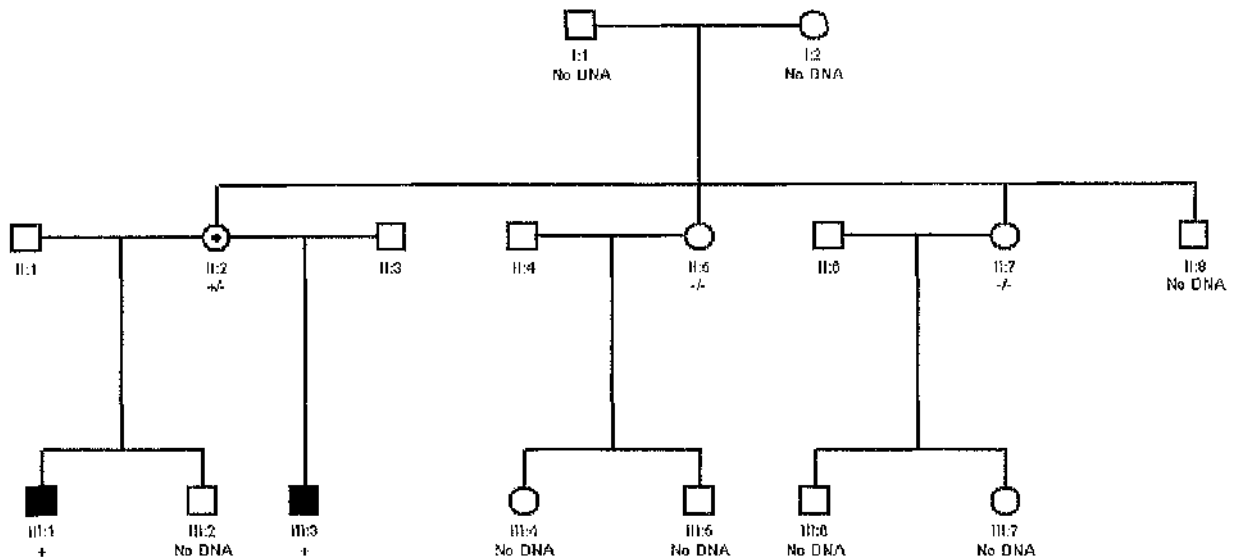 I:1 I:2
No DNA No DNA
II:1 II:2 II:3 II:4 II:5 II:6 II:7 II:8
+/- -/- -/- No DNA
III:1 III:2 III:3 III:4 III:5 III:6 III:7
+ No DNA + No DNA No DNA No DNA No DNA